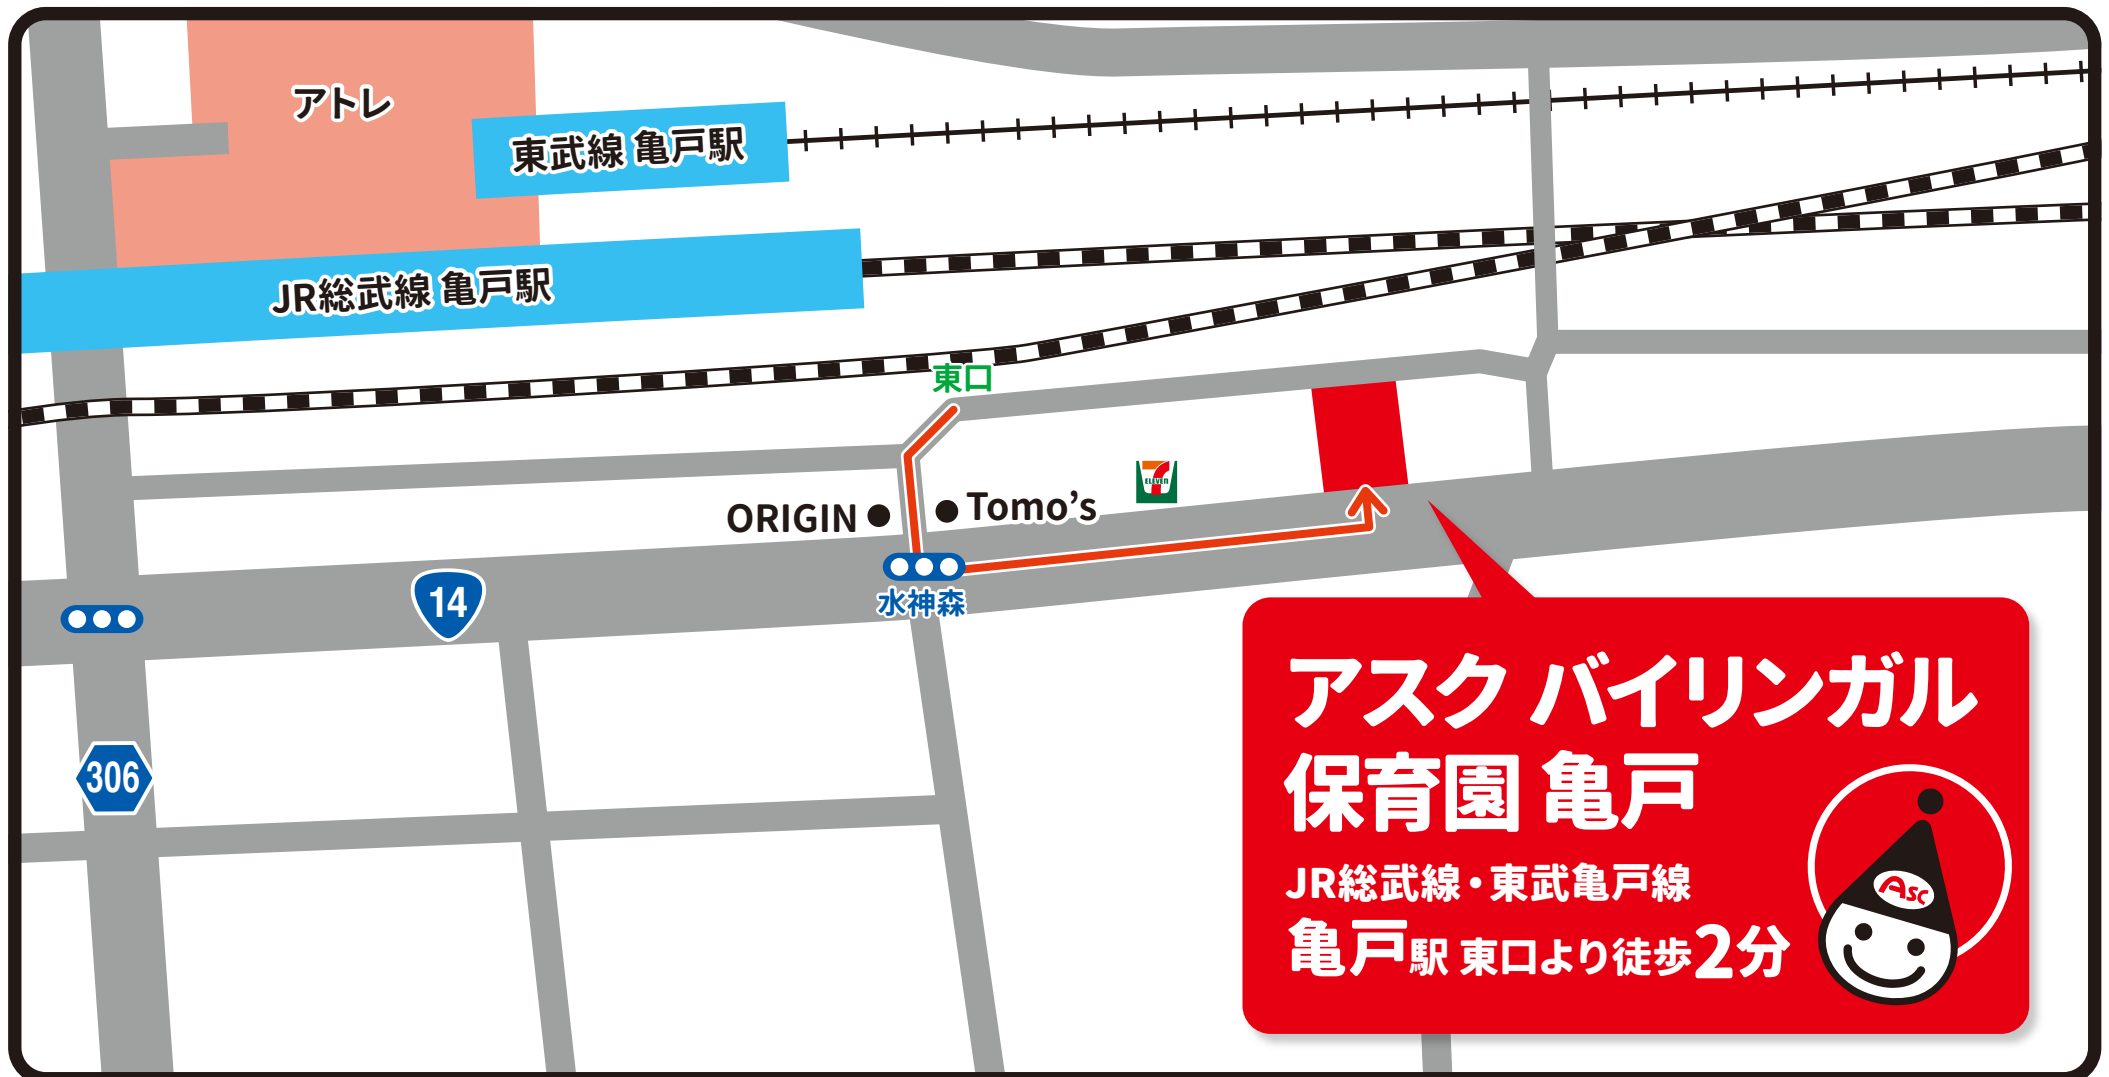 アトレ
東武線 亀戸駅
JR総武線 亀戸駅
東口
ORIGIN
Tomo’s
ELEVEN
14
水神森
306
アスク バイリンガル
保育園 亀戸
JR総武線・東武亀戸線
亀戸駅 東口より徒歩2分
Asc